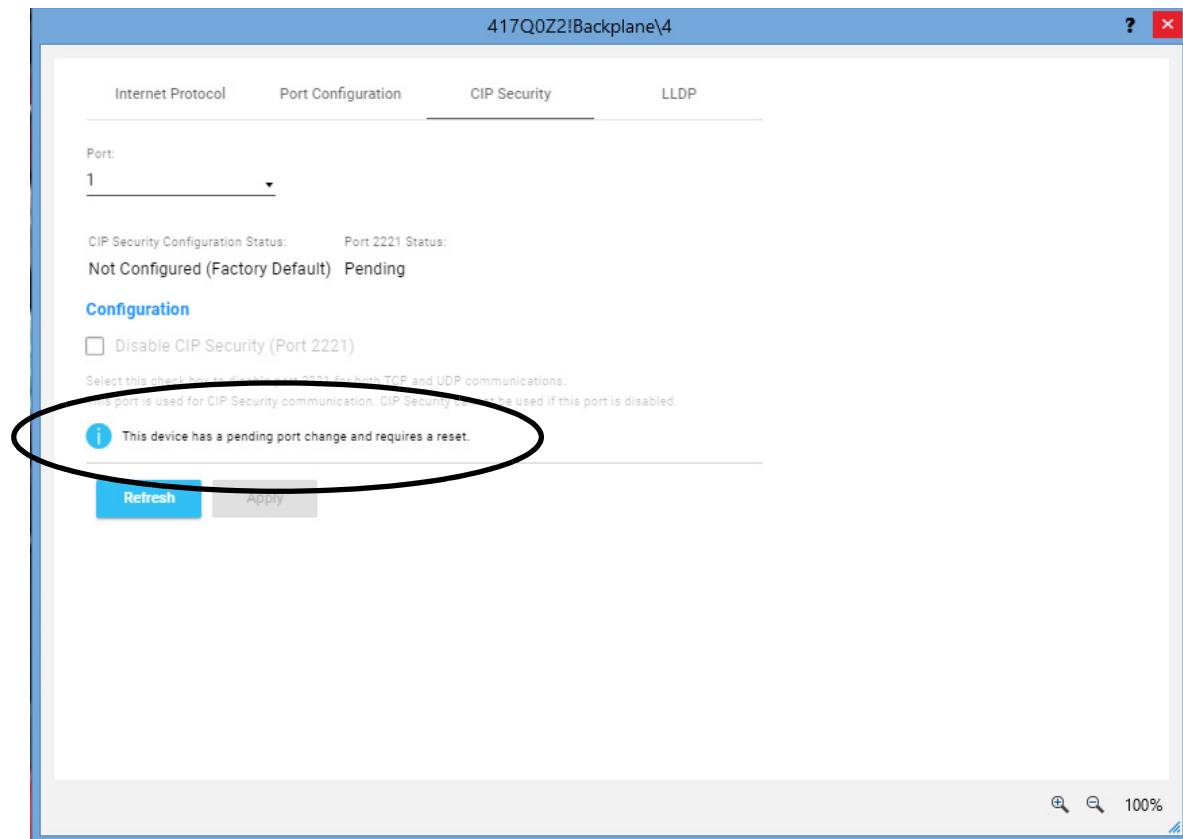 417Q0Z2!Backplane\4
?
Internet Protocol Port Configuration CIP Security LLDP
Port:
1
CIP Security Configuration Status: Port 2221 Status:
Not Configured (Factory Default) Pending
Configuration
Disable CIP Security (Port 2221)
Select this check box to disable port 2221 for both TCP and UDP communications.
This port is used for CIP Security communication. CIP Security cannot be used if this port is disabled.
i This device has a pending port change and requires a reset.
Refresh Apply
100%